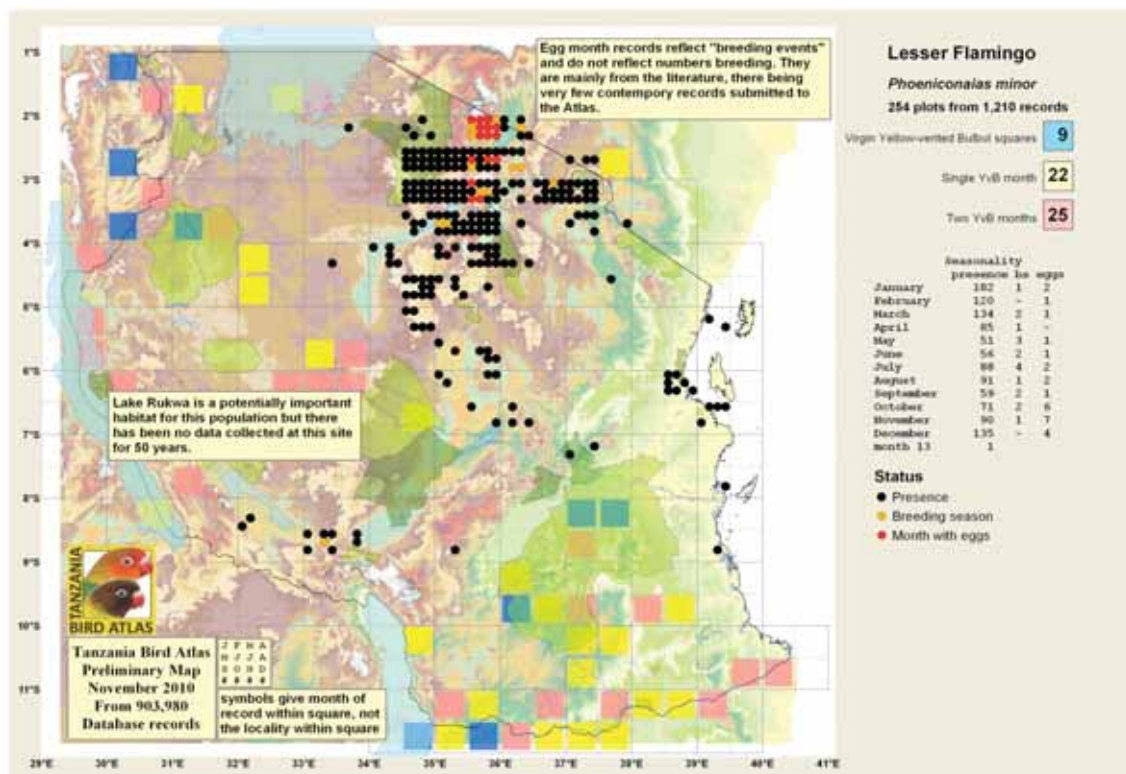 1°S
2°S
3°S
4°S
5°S
6°S
7°S
8°S
9°S
10°S
11°S
29°E 30°E 31°E 32°E 33°E 34°E 35°E 36°E 37°E 38°E 39°E 40°E 41°E
Egg month records reflect "breeding events"
and do not reflect numbers breeding. They
are mainly from the literature, there being
very few contempory records submitted to
the Atlas.
Lake Rukwa is a potentially important
habitat for this population but there
has been no data collected at this site
for 50 years.
TANZANIA
BIRD ATLAS
Tanzania Bird Atlas
Preliminary Map
November 2010
From 903,980
Database records
J F M A
M J J A
S O N D
# # # #
symbols give month of
record within square, not
the locality within square
Lesser Flamingo
Phoeniconaias minor
254 plots from 1,210 records
Virgin Yellow-vented Bulbul squares 9
Single YvB month 22
Two YvB months 25
Seasonality
presence bs eggs
January 182 1 2
February 120 - 1
March 134 2 1
April 85 1 -
May 51 3 1
June 56 2 1
July 88 4 2
August 91 1 2
September 59 2 1
October 71 2 6
November 90 1 7
December 135 - 4
month 13 1
Status
Presence
Breeding season
Month with eggs